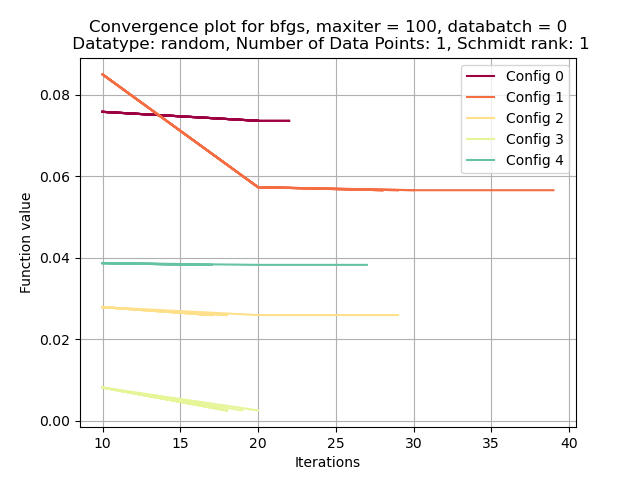 Convergence plot for bfgs, maxiter = 100, databatch = 0
Datatype: random, Number of Data Points: 1, Schmidt rank: 1
Function value
0.08
0.06
0.04
0.02
0.00
Config 0
Config 1
Config 2
Config 3
Config 4
10 15 20 25 30 35 40
Iterations